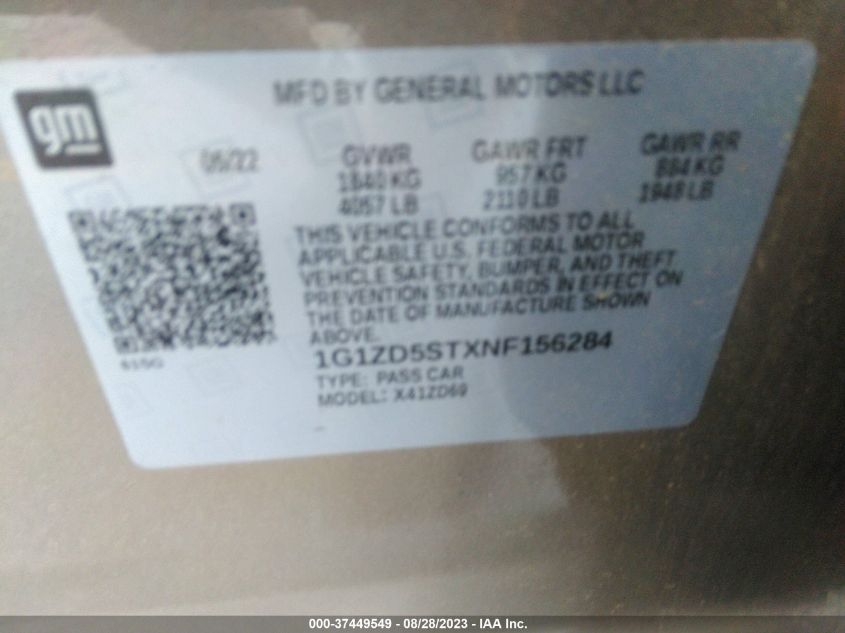 gm
MFD BY GENERAL MOTORS LLC
06/22 GVWR GAWR FRT GAWR RR
1840 KG 957 KG 884 KG
4057 LB 2110 LB 1948 LB
THIS VEHICLE CONFORMS TO ALL
APPLICABLE U.S. FEDERAL MOTOR
VEHICLE SAFETY, BUMPER, AND THEFT
PREVENTION STANDARDS IN EFFECT ON
THE DATE OF MANUFACTURE SHOWN
ABOVE.
1G1ZD5STXNF156284
TYPE: PASS CAR
MODEL: X41ZD69
000-37449549 - 08/28/2023 - IAA Inc.